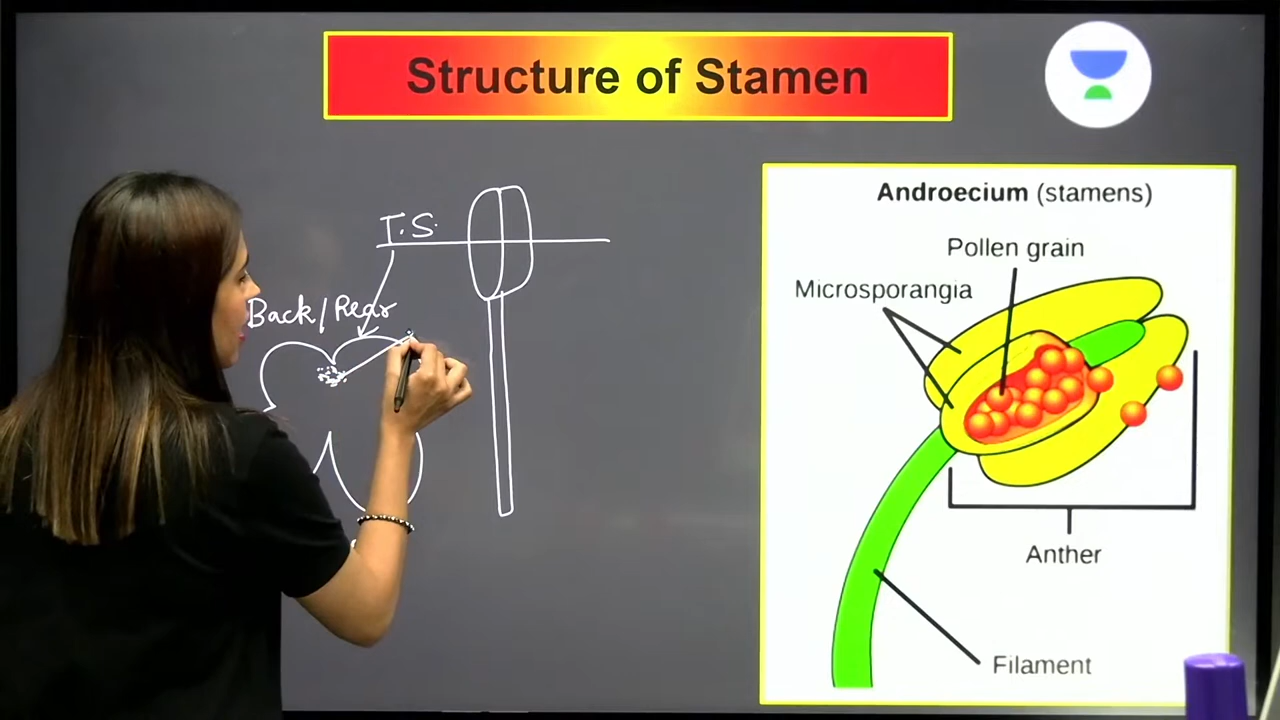 Structure of Stamen
T.S.
Back/Rear
Androecium (stamens)
Pollen grain
Microsporangia
Anther
Filament